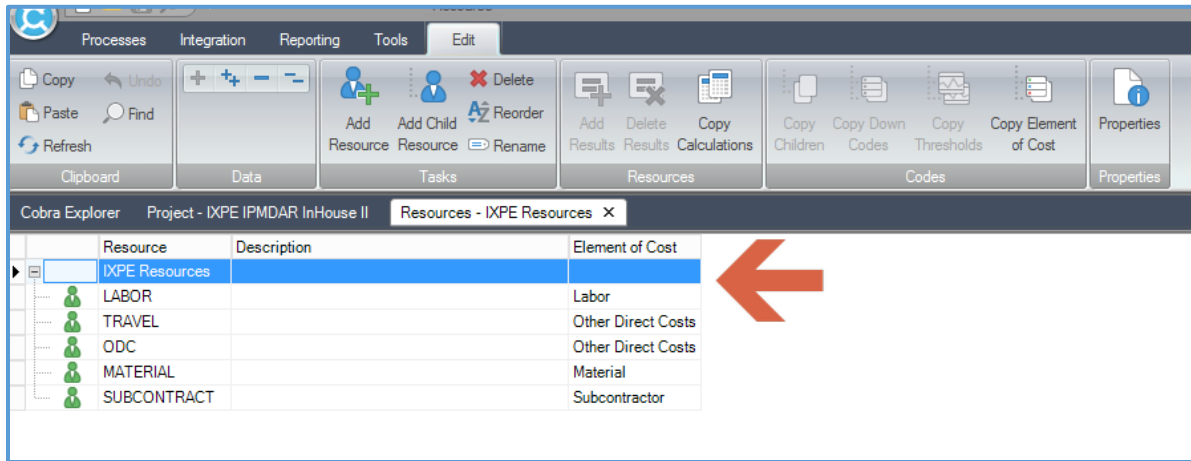 Processes Integration Reporting Tools Edit
Copy Undo
Paste Find
Refresh
Clipboard
Data
Add Resource
Add Child Resource
Delete
Reorder
Rename
Tasks
Add Results
Delete Results
Copy Calculations
Resources
Copy Children
Copy Down Codes
Copy Thresholds
Copy Element of Cost
Codes
Properties
Properties
Cobra Explorer Project - IXPE IPMDAR InHouse II Resources - IXPE Resources X
Resource Description Element of Cost
IXPE Resources
LABOR Labor
TRAVEL Other Direct Costs
ODC Other Direct Costs
MATERIAL Material
SUBCONTRACT Subcontractor